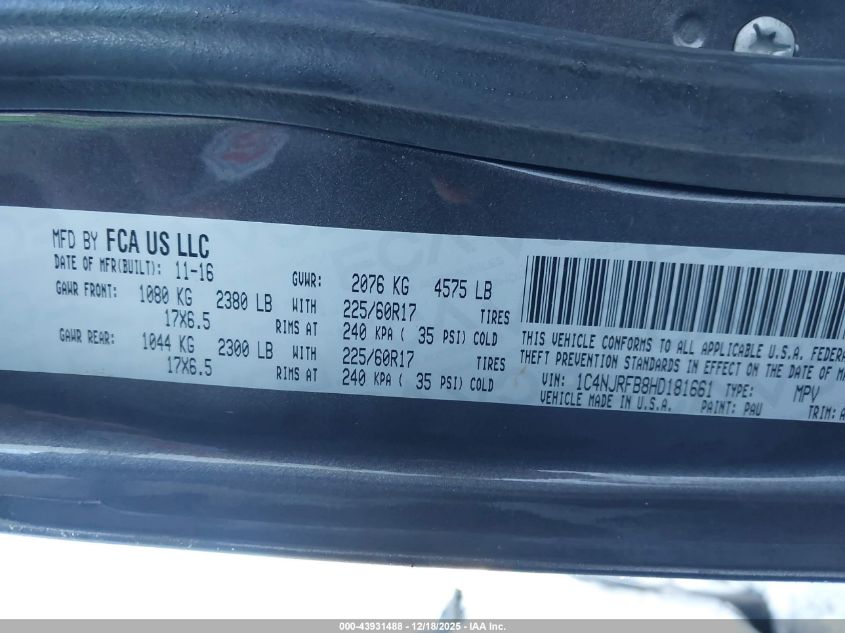 MFD BY FCA US LLC
DATE OF MFR(BUILT): 11-16 GVWR: 2076 KG 4575 LB
GAWR FRONT: 1080 KG 2380 LB WITH 225/60R17 TIRES
17X6.5 RIMS AT 240 KPA ( 35 PSI) COLD
GAWR REAR: 1044 KG 2300 LB WITH 225/60R17 TIRES
17X6.5 RIMS AT 240 KPA ( 35 PSI) COLD
THIS VEHICLE CONFORMS TO ALL APPLICABLE U.S.A. FEDERA
THEFT PREVENTION STANDARDS IN EFFECT ON THE DATE OF M
VIN: 1C4NJRFB8HD181661 TYPE: MPV
VEHICLE MADE IN U.S.A. PAINT: PAU TRIM: A
000-43931488 - 12/18/2025 - IAA Inc.